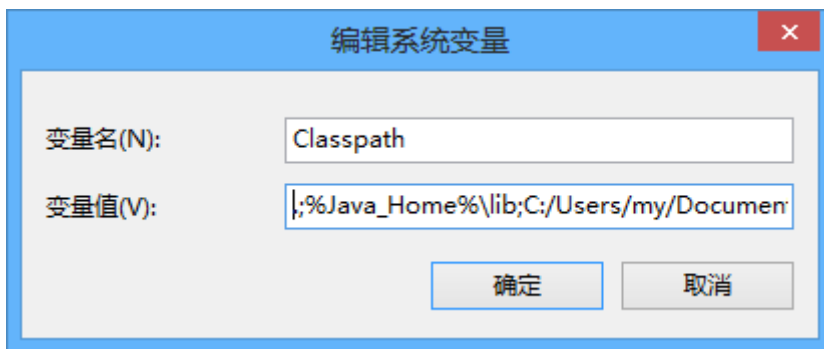 编辑系统变量
变量名(N):
Classpath
变量值(V):
.;%Java_Home%\lib;C:/Users/my/Documen
确定
取消